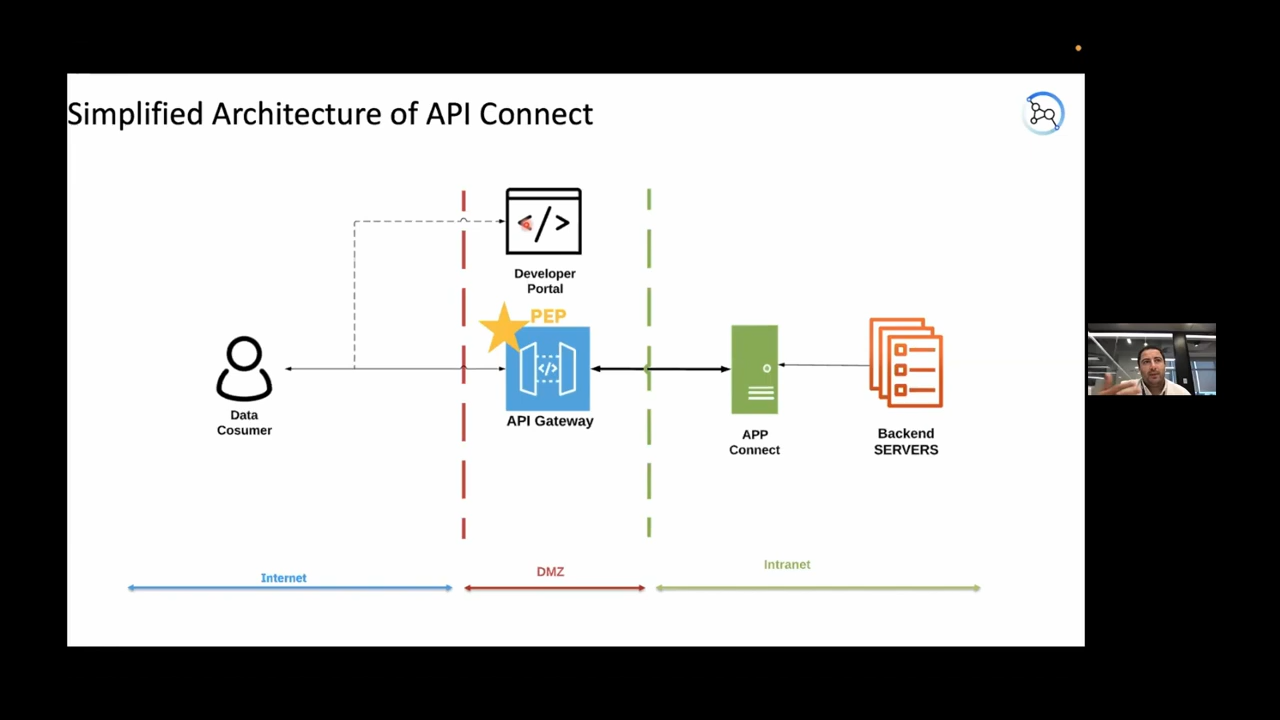 Simplified Architecture of API Connect
</>
Developer
Portal
PEP
</>
API Gateway
Data
Cosumer
APP
Connect
Backend
SERVERS
Internet
DMZ
Intranet